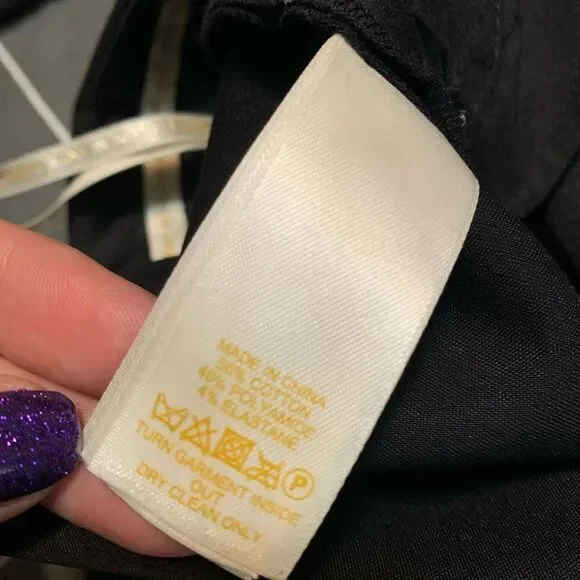 MADE IN CHINA
56% COTTON
40% POLYAMIDE
4% ELASTANE
P
TURN GARMENT INSIDE
OUT
DRY CLEAN ONLY